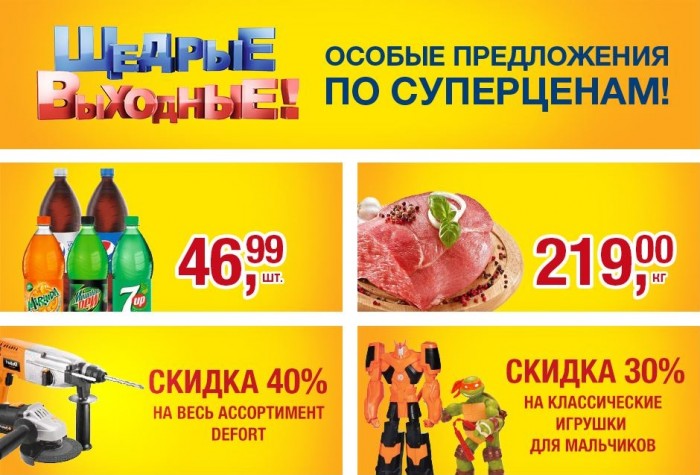 ЩЕДРЫЕ
ВЫХОДНЫЕ!
ОСОБЫЕ ПРЕДЛОЖЕНИЯ
ПО СУПЕРЦЕНАМ!
46,99
шт.
Mirinda
Mountain
Dew
7up
219,00
кг
СКИДКА 40%
НА ВЕСЬ АССОРТИМЕНТ
DEFORT
СКИДКА 30%
НА КЛАССИЧЕСКИЕ
ИГРУШКИ
ДЛЯ МАЛЬЧИКОВ